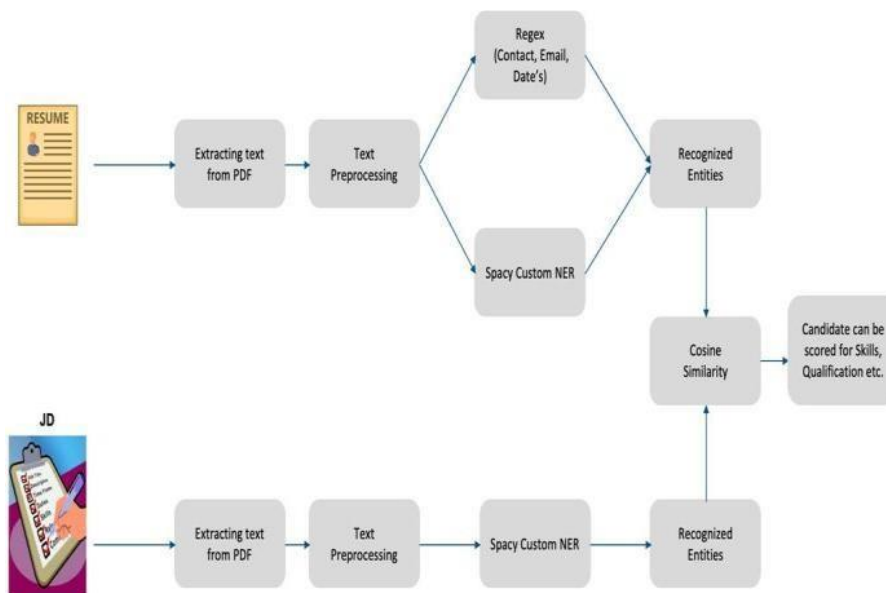 RESUME
Extracting text
from PDF
Text
Preprocessing
Regex
(Contact, Email,
Date's)
Spacy Custom NER
Recognized
Entities
Cosine
Similarity
Candidate can be
scored for Skills,
Qualification etc.
JD
Extracting text
from PDF
Text
Preprocessing
Spacy Custom NER
Recognized
Entities